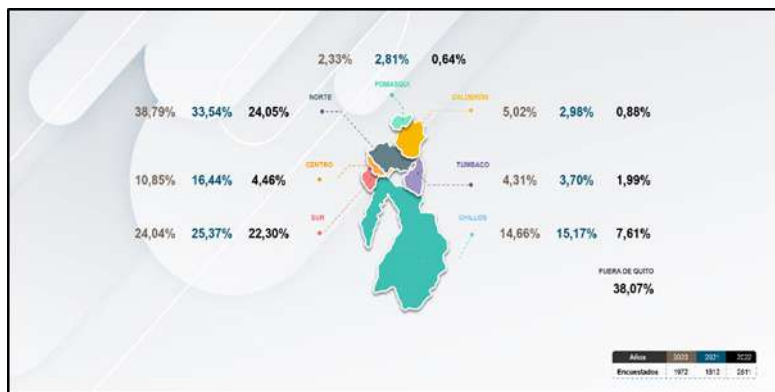 2,33% 2,81% 0,64%
POMASQUI
NORTE CALDERÓN
38,79% 33,54% 24,05% 5,02% 2,98% 0,88%
CENTRO TUMBACO
10,85% 16,44% 4,46% 4,31% 3,70% 1,99%
SUR CHILLOS
24,04% 25,37% 22,30% 14,66% 15,17% 7,61%
FUERA DE QUITO
38,07%
Años 2021 2022
Encuestados 1972